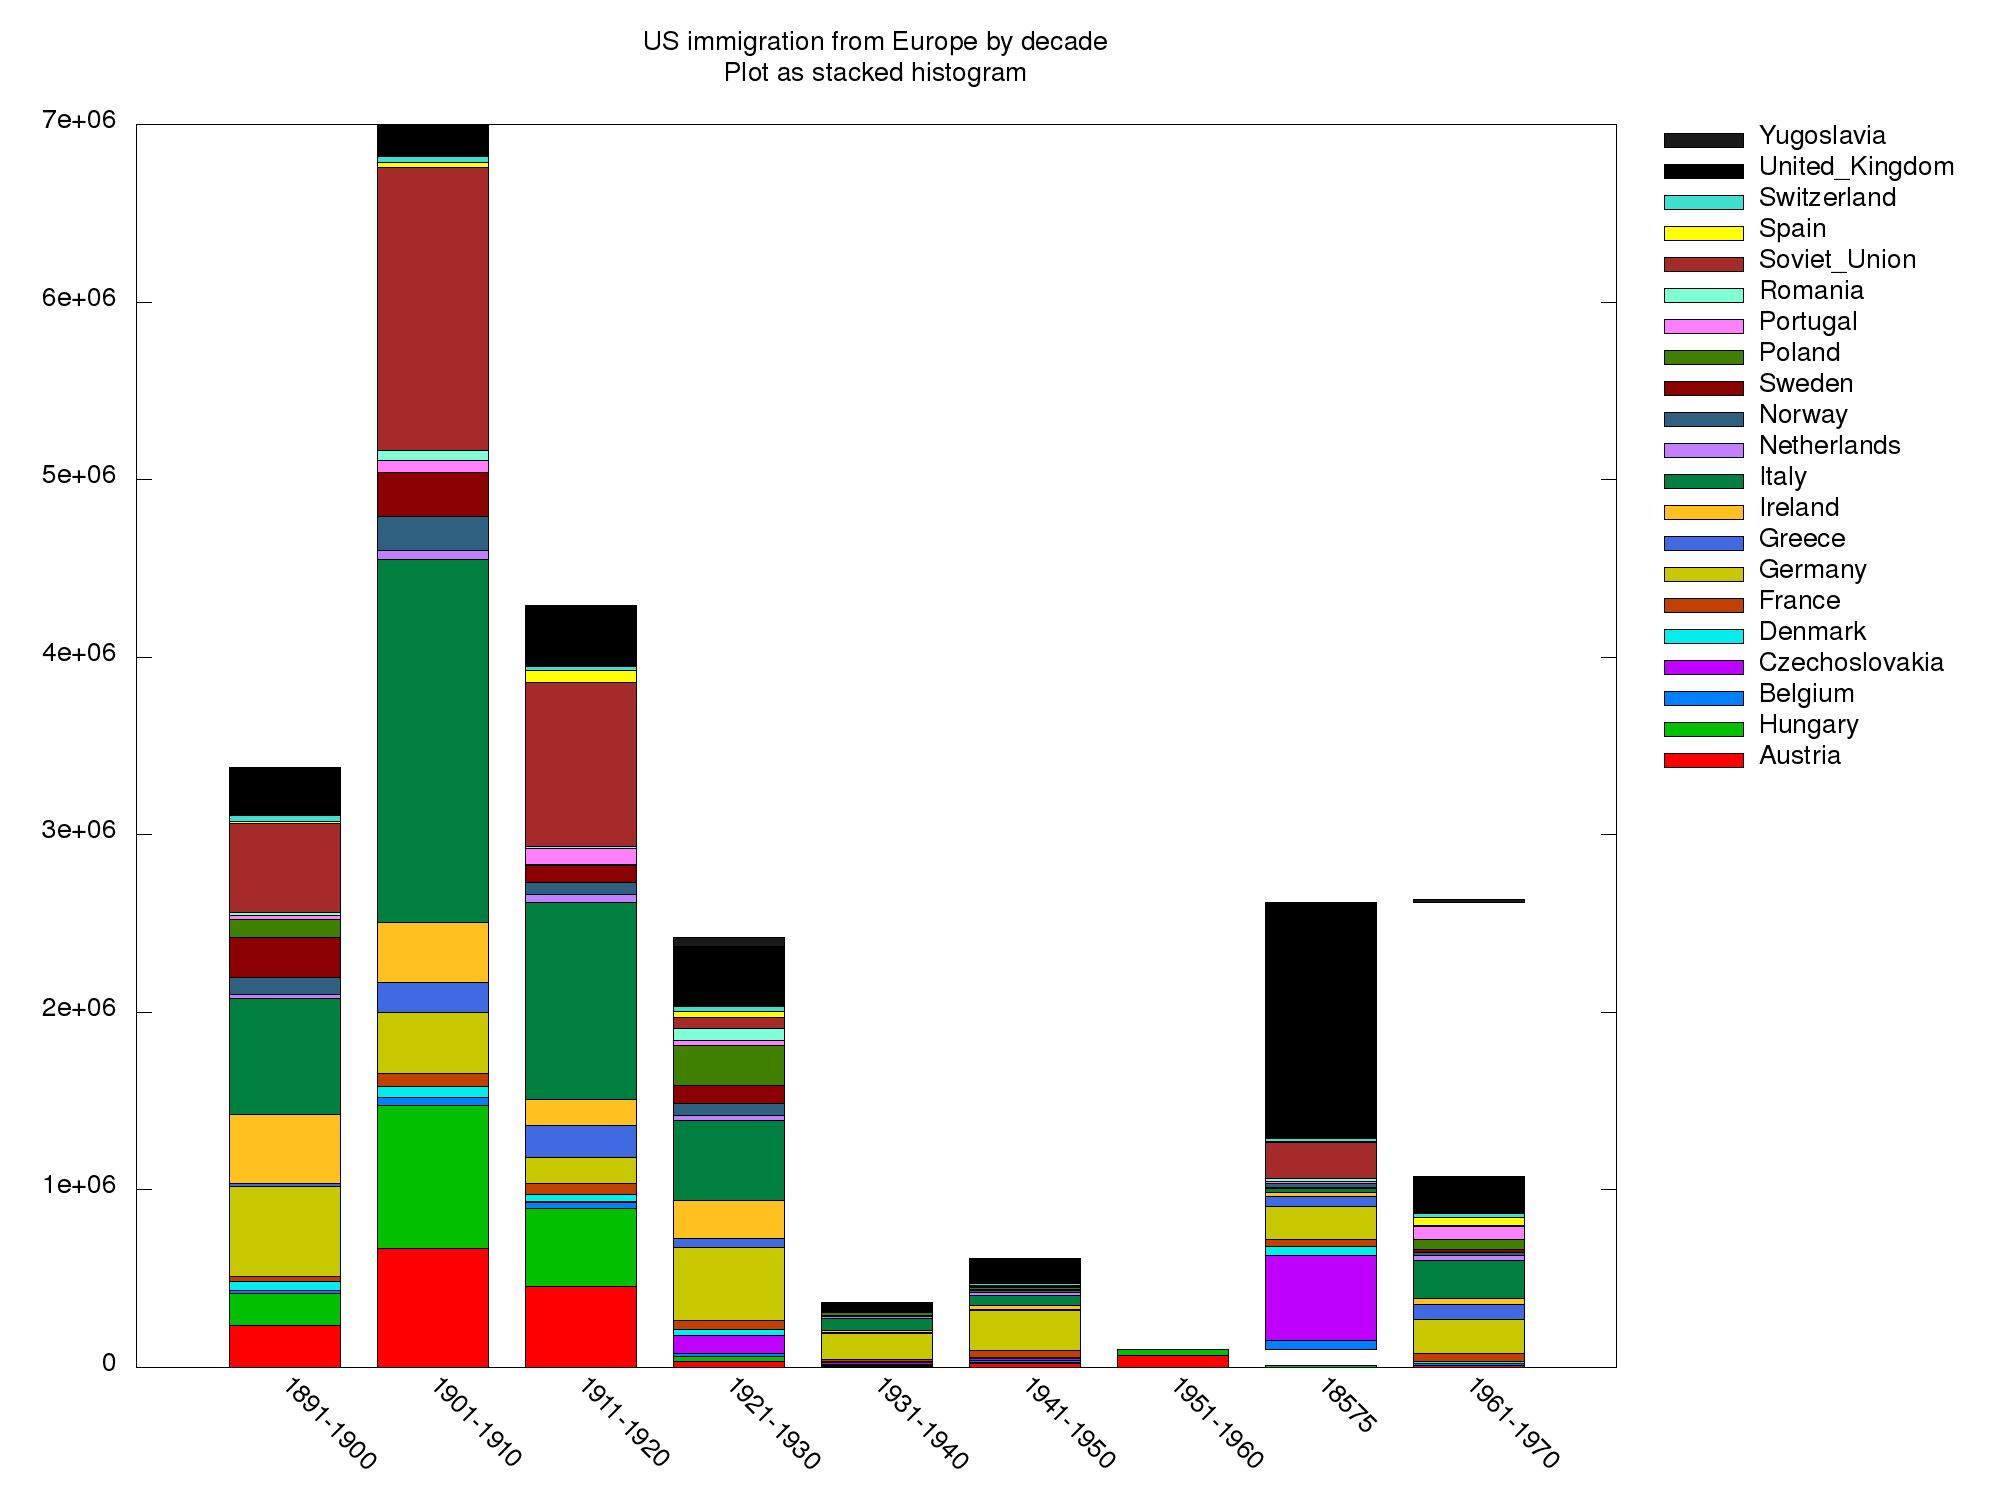 US immigration from Europe by decade
Plot as stacked histogram
7e+06
6e+06
5e+06
4e+06
3e+06
2e+06
1e+06
0
1891-1900
1901-1910
1911-1920
1921-1930
1931-1940
1941-1950
1951-1960
18575
1961-1970
Yugoslavia
United_Kingdom
Switzerland
Spain
Soviet_Union
Romania
Portugal
Poland
Sweden
Norway
Netherlands
Italy
Ireland
Greece
Germany
France
Denmark
Czechoslovakia
Belgium
Hungary
Austria